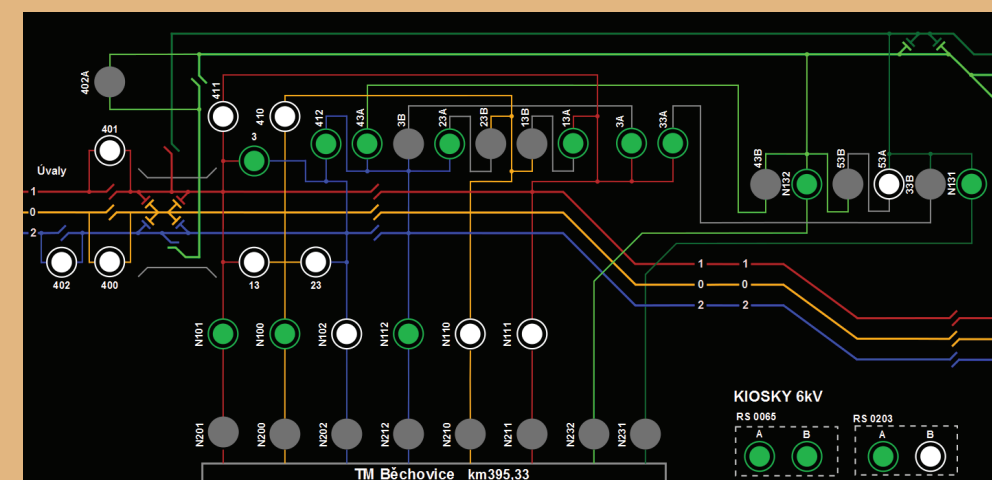 402A
411
410
412
43A
3B
23A
23B
13B
13A
3A
33A
401
3
43B
N132
53B
53A
33B
N131
Úvaly
1
0
2
402
400
13
23
1 1
0 0
2 2
N101
N100
N102
N112
N110
N111
KIOSKY 6kV
RS 0065
RS 0203
A
B
A
B
N201
N200
N202
N212
N210
N211
N232
N231
TM Běchovice km395,33